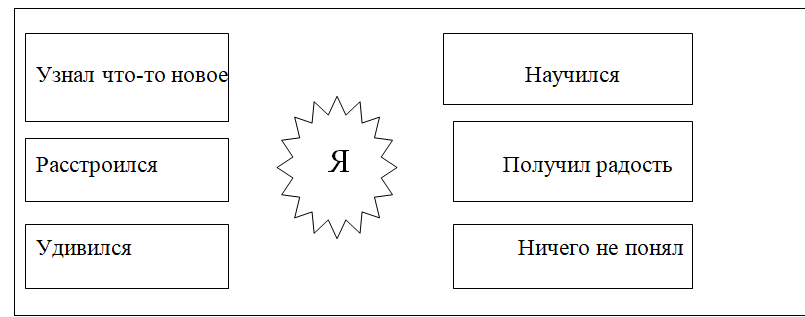 Узнал что-то новое
Научился
Расстроился
Я
Получил радость
Удивился
Ничего не понял